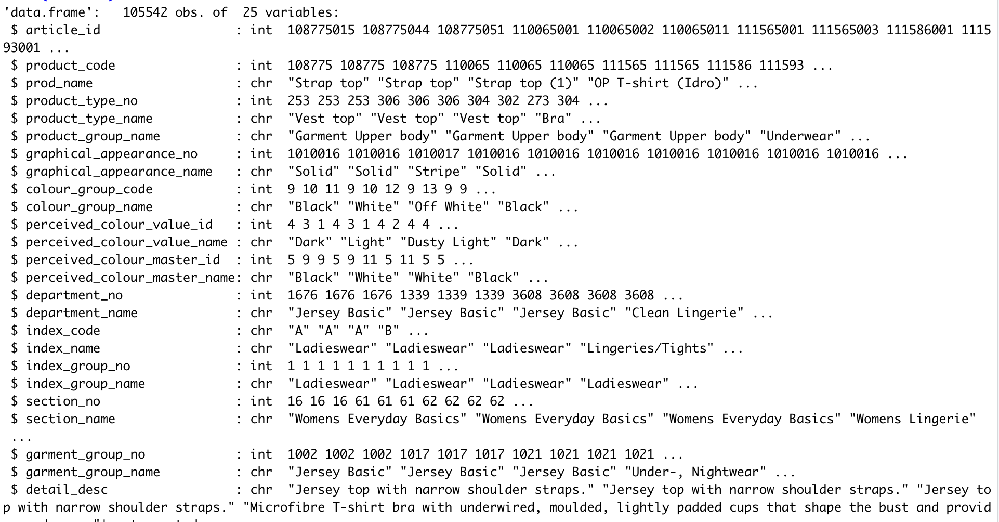 'data.frame':   105542 obs. of  25 variables:
 $ article_id                  : int  108775015 108775044 108775051 110065001 110065002 110065011 111565001 111565003 111586001 1115
93001 ...
 $ product_code                : int  108775 108775 108775 110065 110065 110065 111565 111565 111586 111593 ...
 $ prod_name                   : chr  "Strap top" "Strap top" "Strap top (1)" "OP T-shirt (Idro)" ...
 $ product_type_no             : int  253 253 253 306 306 306 304 302 273 304 ...
 $ product_type_name           : chr  "Vest top" "Vest top" "Vest top" "Bra" ...
 $ product_group_name          : chr  "Garment Upper body" "Garment Upper body" "Garment Upper body" "Underwear" ...
 $ graphical_appearance_no     : int  1010016 1010016 1010017 1010016 1010016 1010016 1010016 1010016 1010016 1010016 ...
 $ graphical_appearance_name   : chr  "Solid" "Solid" "Stripe" "Solid" ...
 $ colour_group_code           : int  9 10 11 9 10 12 9 13 9 9 ...
 $ colour_group_name           : chr  "Black" "White" "Off White" "Black" ...
 $ perceived_colour_value_id   : int  4 3 1 4 3 1 4 2 4 4 ...
 $ perceived_colour_value_name : chr  "Dark" "Light" "Dusty Light" "Dark" ...
 $ perceived_colour_master_id  : int  5 9 9 5 9 11 5 11 5 5 ...
 $ perceived_colour_master_name: chr  "Black" "White" "White" "Black" ...
 $ department_no               : int  1676 1676 1676 1339 1339 1339 3608 3608 3608 3608 ...
 $ department_name             : chr  "Jersey Basic" "Jersey Basic" "Jersey Basic" "Clean Lingerie" ...
 $ index_code                  : chr  "A" "A" "A" "B" ...
 $ index_name                  : chr  "Ladieswear" "Ladieswear" "Ladieswear" "Lingeries/Tights" ...
 $ index_group_no              : int  1 1 1 1 1 1 1 1 1 1 ...
 $ index_group_name            : chr  "Ladieswear" "Ladieswear" "Ladieswear" "Ladieswear" ...
 $ section_no                  : int  16 16 16 61 61 61 62 62 62 62 ...
 $ section_name                : chr  "Womens Everyday Basics" "Womens Everyday Basics" "Womens Everyday Basics" "Womens Lingerie"
 ...
 $ garment_group_no            : int  1002 1002 1002 1017 1017 1017 1021 1021 1021 1021 ...
 $ garment_group_name          : chr  "Jersey Basic" "Jersey Basic" "Jersey Basic" "Under-, Nightwear" ...
 $ detail_desc                 : chr  "Jersey top with narrow shoulder straps." "Jersey top with narrow shoulder straps." "Jersey to
p with narrow shoulder straps." "Microfibre T-shirt bra with underwired, moulded, lightly padded cups that shape the bust and provid